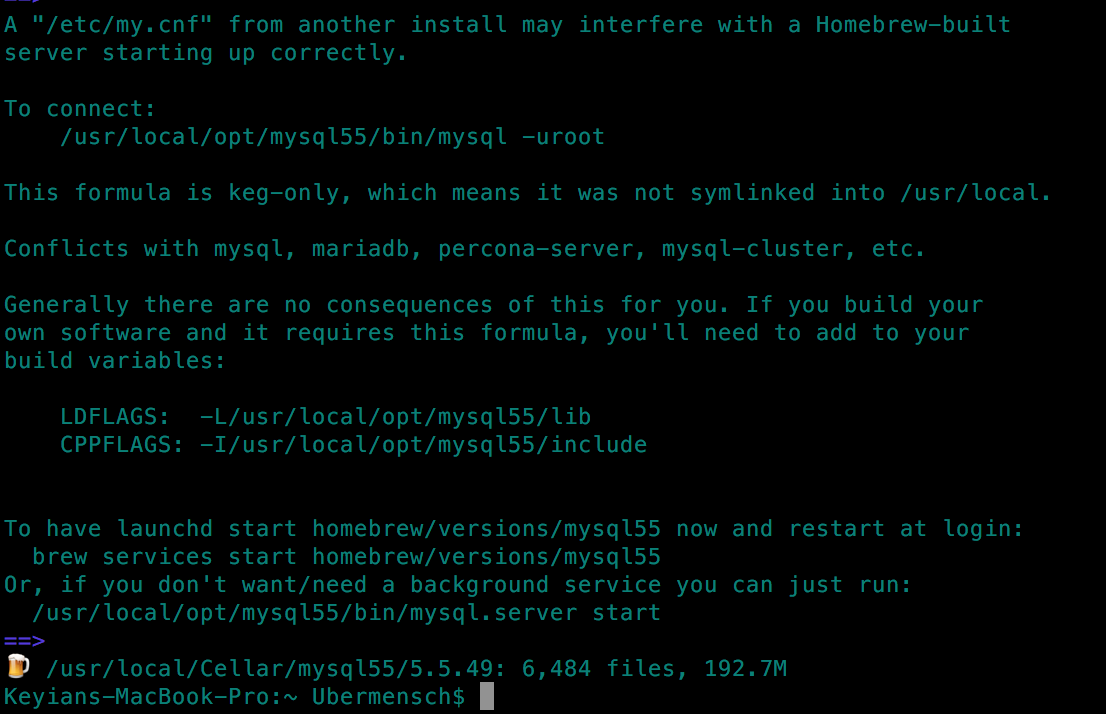 ==>
A "/etc/my.cnf" from another install may interfere with a Homebrew-built
server starting up correctly.
To connect:
/usr/local/opt/mysql55/bin/mysql -uroot
This formula is keg-only, which means it was not symlinked into /usr/local.
Conflicts with mysql, mariadb, percona-server, mysql-cluster, etc.
Generally there are no consequences of this for you. If you build your
own software and it requires this formula, you'll need to add to your
build variables:
LDFLAGS:  -L/usr/local/opt/mysql55/lib
CPPFLAGS: -I/usr/local/opt/mysql55/include
To have launchd start homebrew/versions/mysql55 now and restart at login:
brew services start homebrew/versions/mysql55
Or, if you don't want/need a background service you can just run:
/usr/local/opt/mysql55/bin/mysql.server start
==>
🍺 /usr/local/Cellar/mysql55/5.5.49: 6,484 files, 192.7M
Keyians-MacBook-Pro:~ Ubermensch$